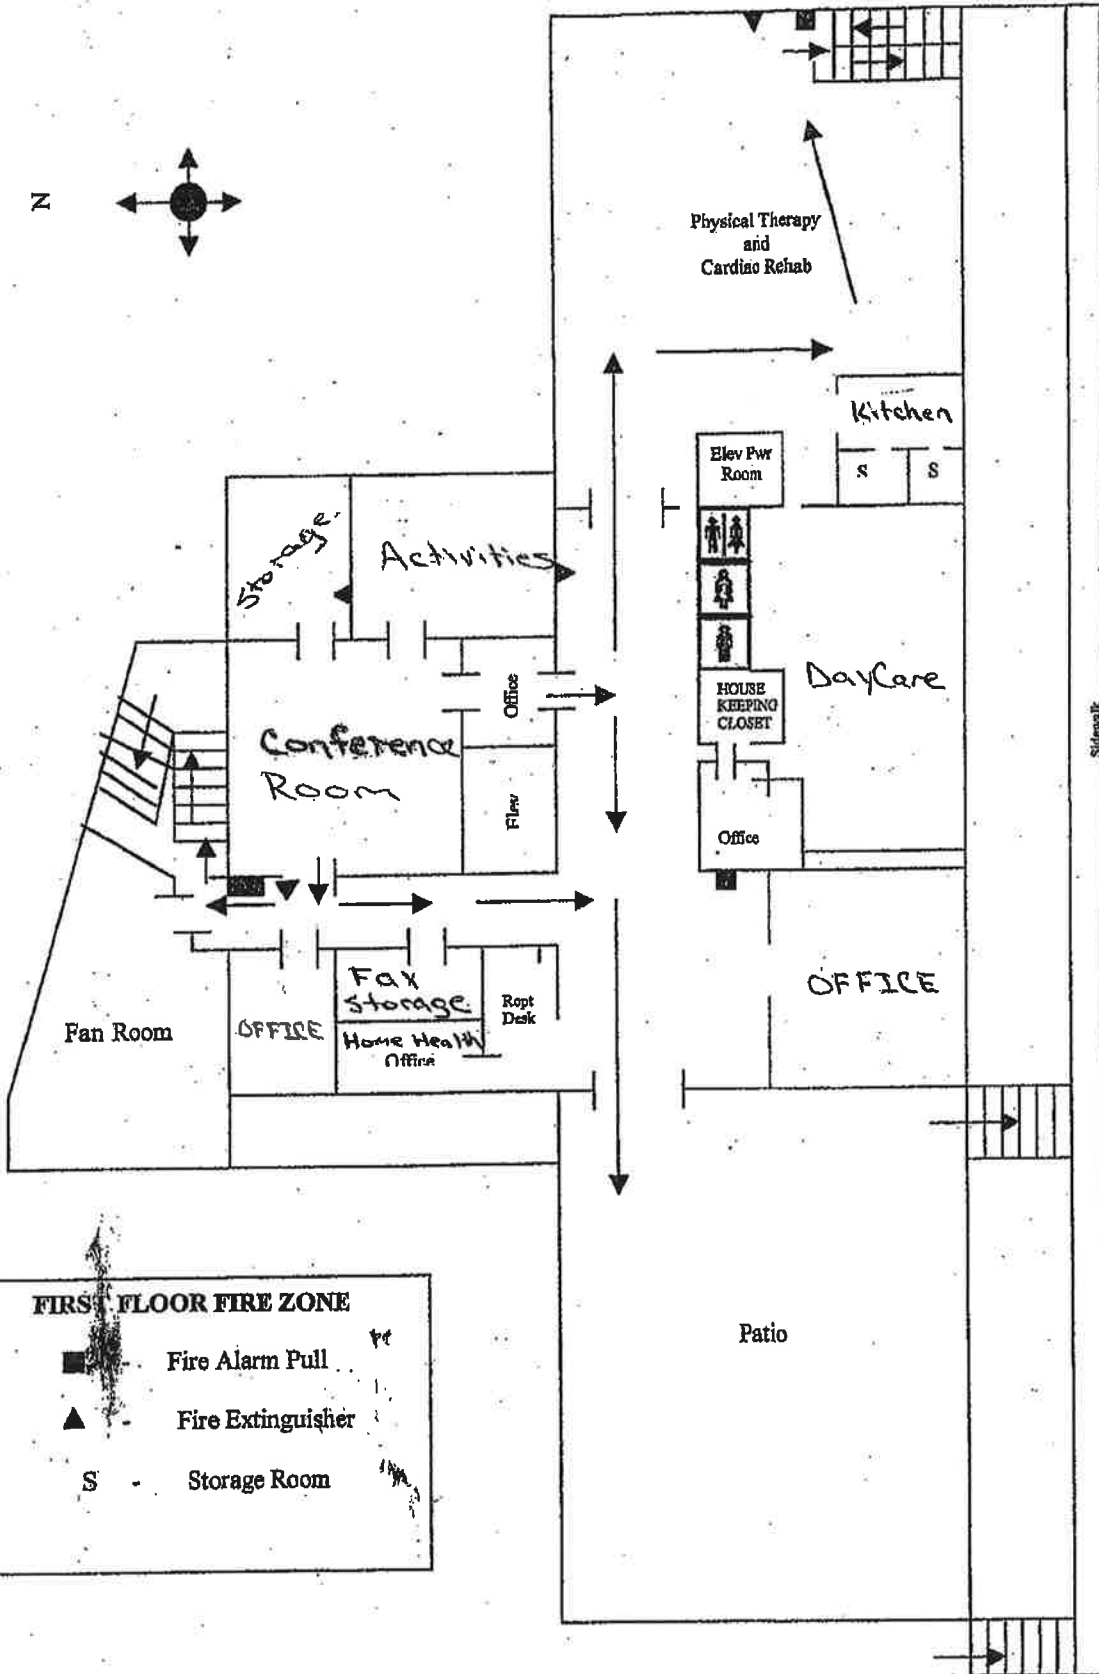 N
Physical Therapy
and
Cardiac Rehab
Kitchen
Elev Pwr
Room
S
S
Storage
Activities
DayCare
HOUSE
KEEPING
CLOSET
Office
Conference
Room
Elev
Office
Sidewalk
OFFICE
Fax
Storage
Rcpt
Desk
Fan Room
OFFICE
Home Health
Office
Patio
FIRST FLOOR FIRE ZONE
- Fire Alarm Pull
- Fire Extinguisher
S - Storage Room